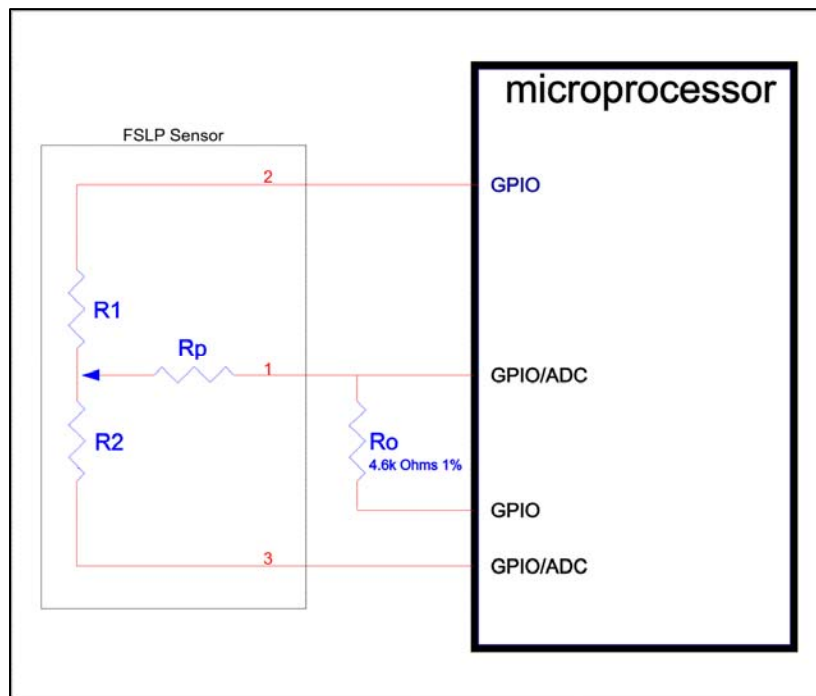 microprocessor
FSLP Sensor
2
GPIO
R1
Rp
1
GPIO/ADC
R2
Ro
4.6k Ohms 1%
GPIO
3
GPIO/ADC